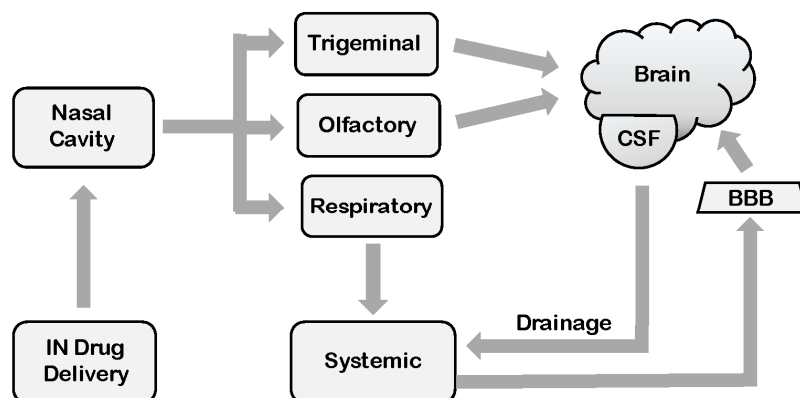 Trigeminal
Brain
Nasal
Cavity
Olfactory
CSF
Respiratory
BBB
Drainage
IN Drug
Delivery
Systemic